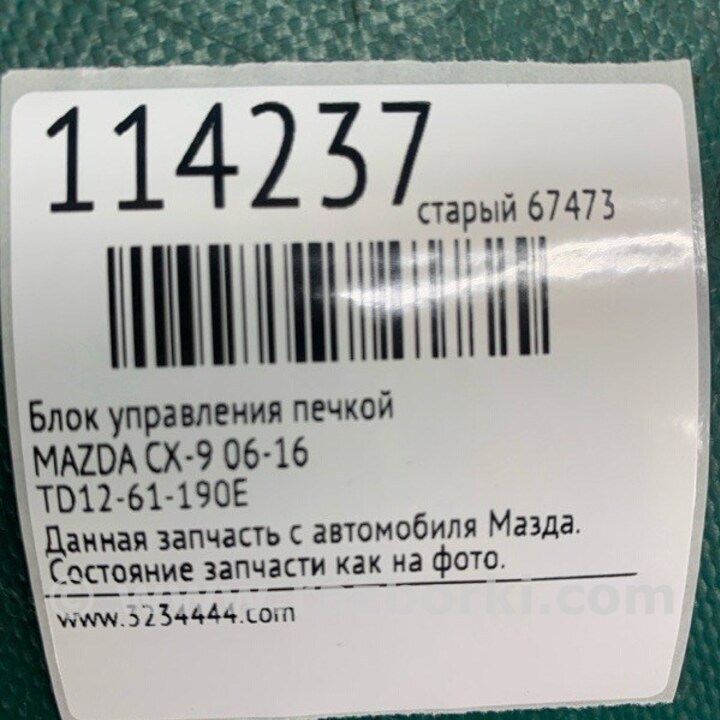 114237
старый 67473
Блок управления печкой
MAZDA CX-9 06-16
TD12-61-190E
Данная запчасть с автомобиля Мазда.
Состояние запчасти как на фото.
www.3234444.com